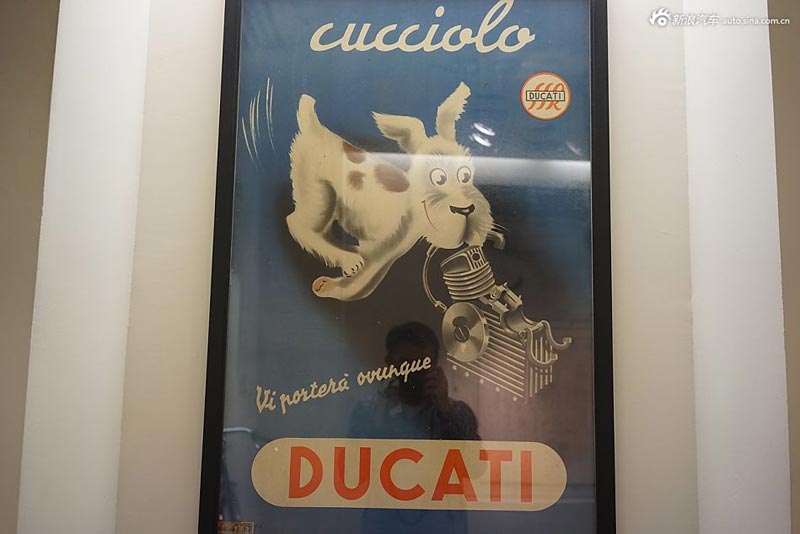 新浪汽车 auto.sina.com.cn
cucciolo
DUCATI
Vi porterà ovunque
DUCATI